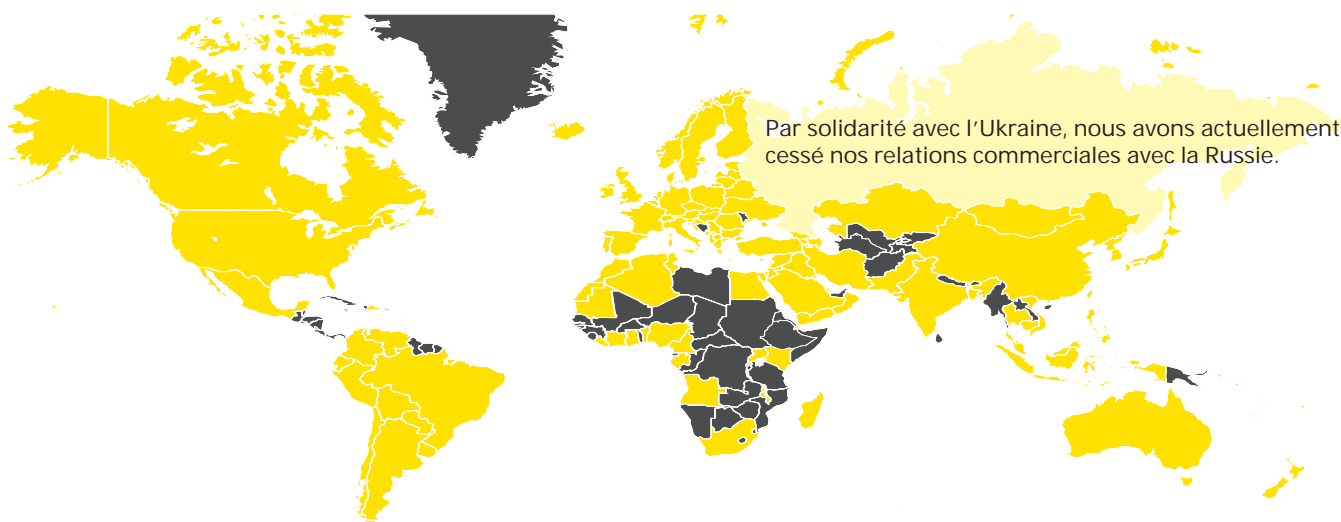 Par solidarité avec l'Ukraine, nous avons actuellement
cessé nos relations commerciales avec la Russie.